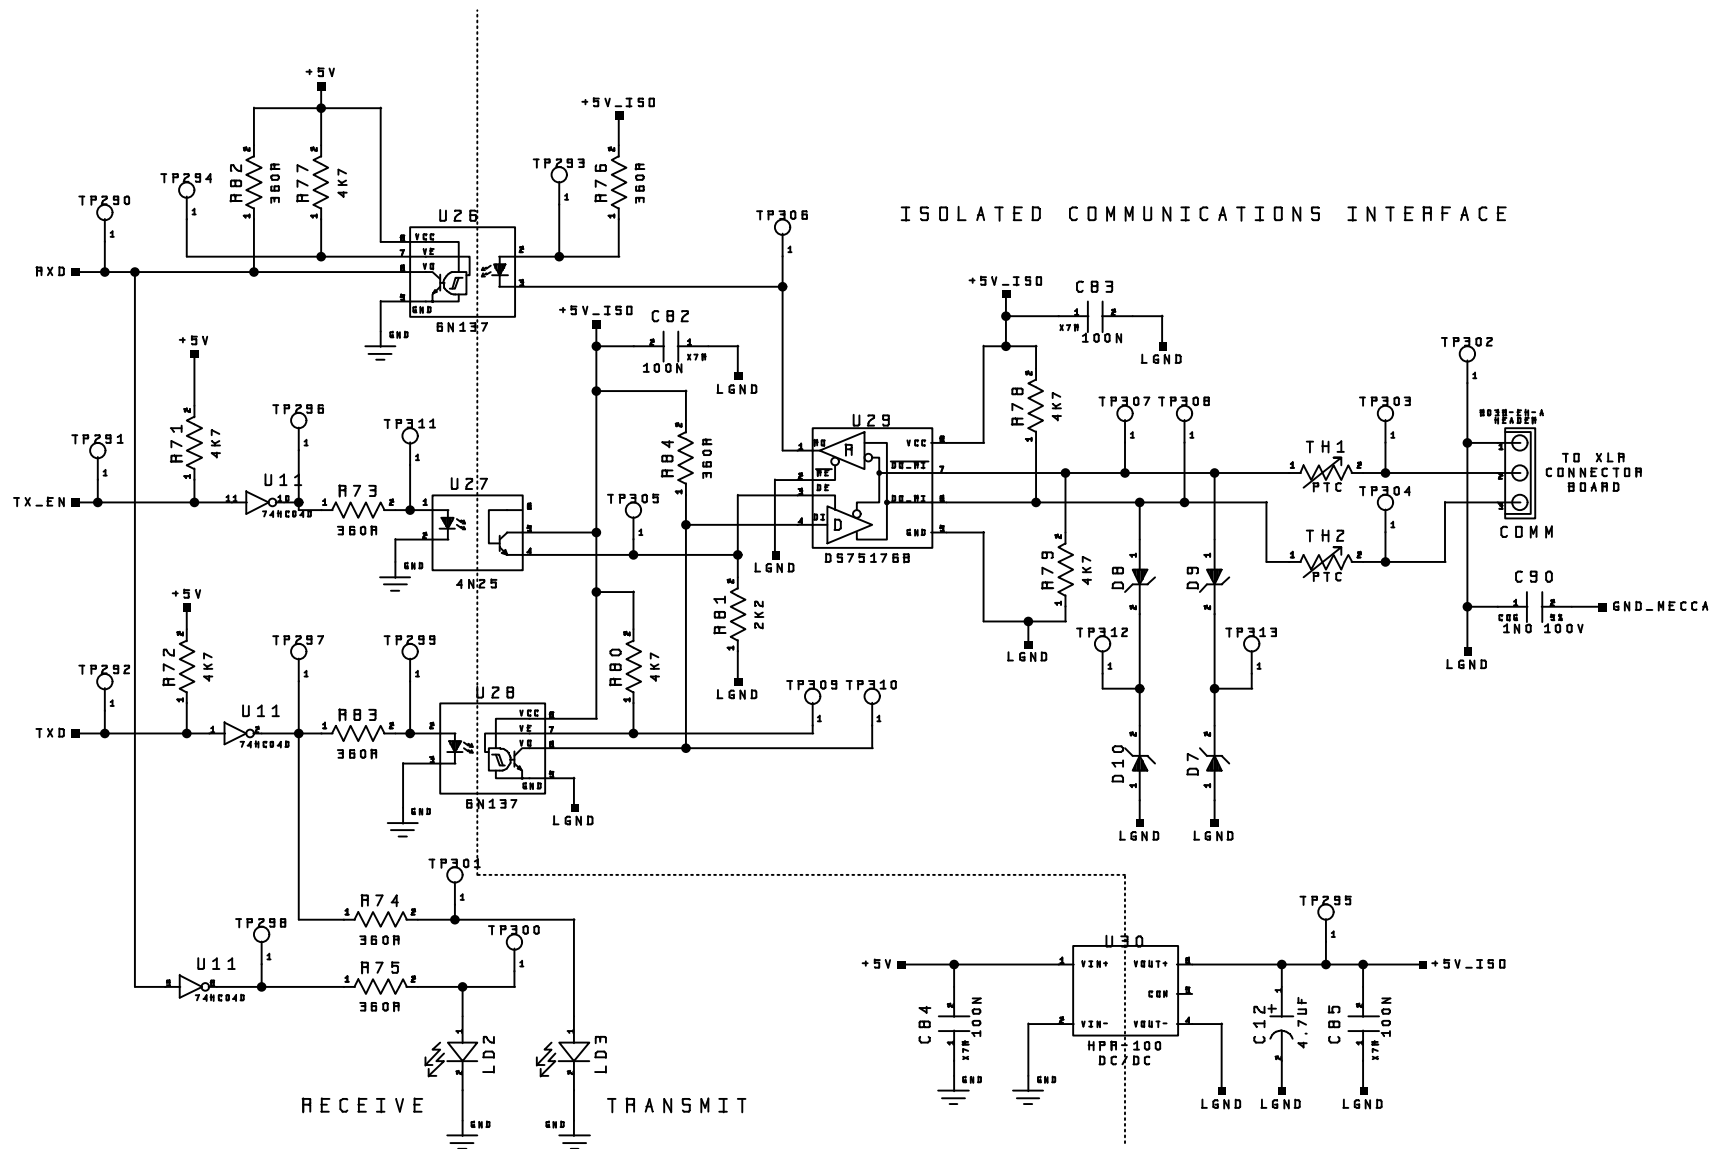 ISOLATED COMMUNICATIONS INTERFACE
+5V
+5V_ISO
TP290
TP294
R82
360R
R77
4K7
TP293
R76
360R
TP306
U26
VCC
VE
VO
GND
6N137
RXD
GND
+5V
+5V_ISO
C82
X7R
100N
LGND
+5V_ISO
C83
X7R
100N
LGND
TP302
TP291
R71
4K7
TP296
TP311
TX_EN
U11
74HC04D
R73
360R
U27
4N25
GND
R84
360R
TP305
U29
RO
RE
DE
DI
R
D
VCC
DO_RI
DO_RI
GND
DS75176B
LGND
R78
4K7
TP307
TP308
TP303
TH1
PTC
TP304
TH2
PTC
HEADER
TO XLR
CONNECTOR
BOARD
COMM
R79
4K7
D8
D9
C90
COG
5%
1N0 100V
GND_MECCA
LGND
LGND
TP312
TP313
D10
D7
LGND
LGND
R81
2K2
LGND
R80
4K7
TP309
TP310
+5V
TP292
R72
4K7
TP297
TP299
TXD
U11
74HC04D
R83
360R
U28
VCC
VE
VO
GND
6N137
GND
LGND
TP301
R74
360R
TP298
TP300
U11
74HC04D
R75
360R
LD2
LD3
RECEIVE
GND
GND
TRANSMIT
TP295
+5V
U30
VIN+
VOUT+
CON
VIN-
VOUT-
HPR-100
DC/DC
+5V_ISO
C84
100N
X7R
GND
GND
C12
+
4.7UF
C85
100N
X7R
LGND
LGND
LGND